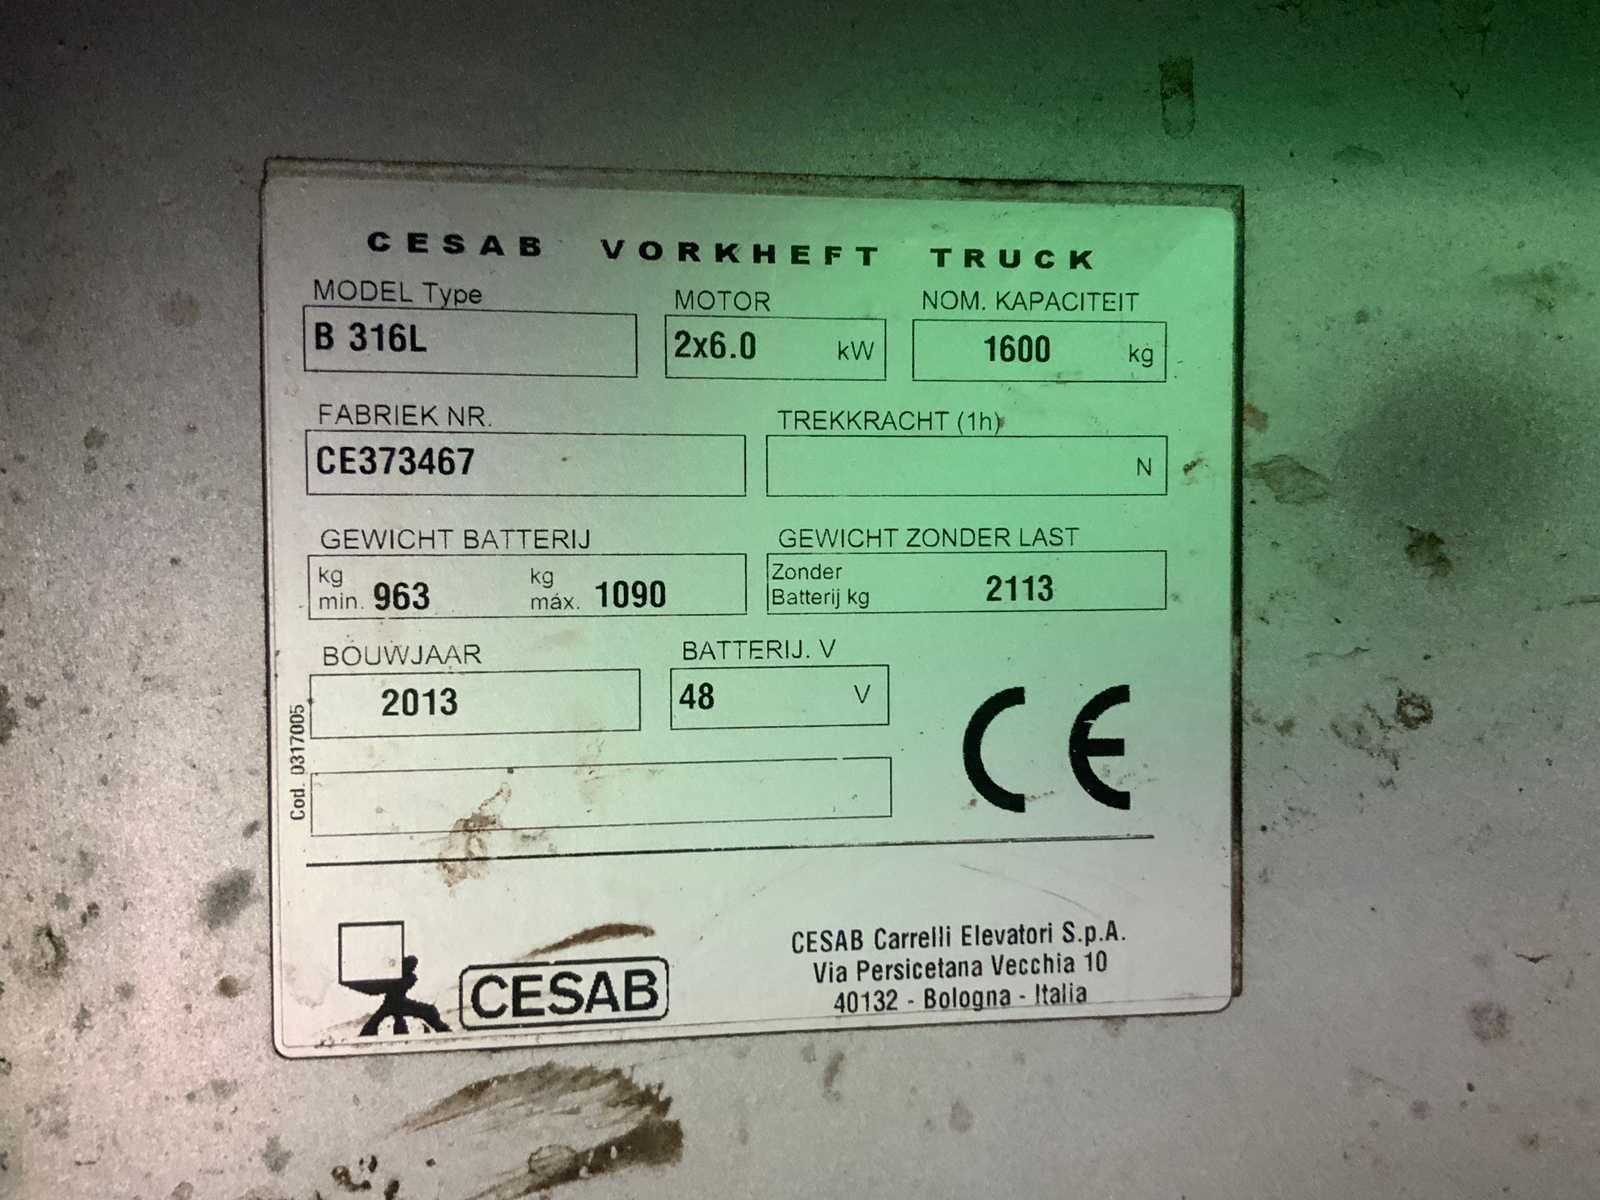 CESAB VORKHEFT TRUCK
MODEL Type MOTOR NOM. KAPACITEIT
B 316L 2x6.0 kW 1600 kg
FABRIEK NR. TREKKRACHT (1h)
CE373467 N
GEWICHT BATTERIJ GEWICHT ZONDER LAST
kg min. 963 kg máx. 1090 Zonder Batterij kg 2113
BOUWJAAR BATTERIJ. V
2013 48 V
CE
Cod. 0317005
CESAB
CESAB Carrelli Elevatori S.p.A.
Via Persicetana Vecchia 10
40132 - Bologna - Italia